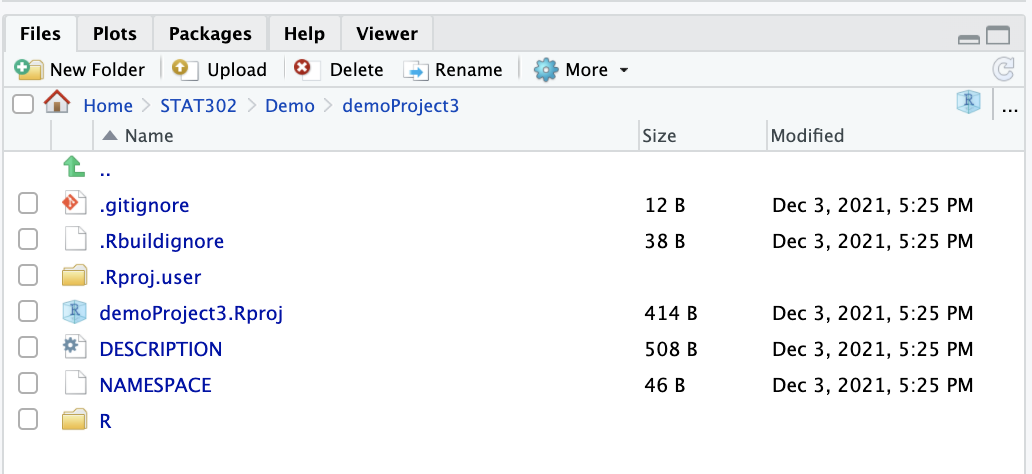 Files Plots Packages Help Viewer
New Folder Upload Delete Rename More
Home STAT302 Demo demoProject3 R ...
Name Size Modified
..
.gitignore 12 B Dec 3, 2021, 5:25 PM
.Rbuildignore 38 B Dec 3, 2021, 5:25 PM
.Rproj.user
R demoProject3.Rproj 414 B Dec 3, 2021, 5:25 PM
DESCRIPTION 508 B Dec 3, 2021, 5:25 PM
NAMESPACE 46 B Dec 3, 2021, 5:25 PM
R